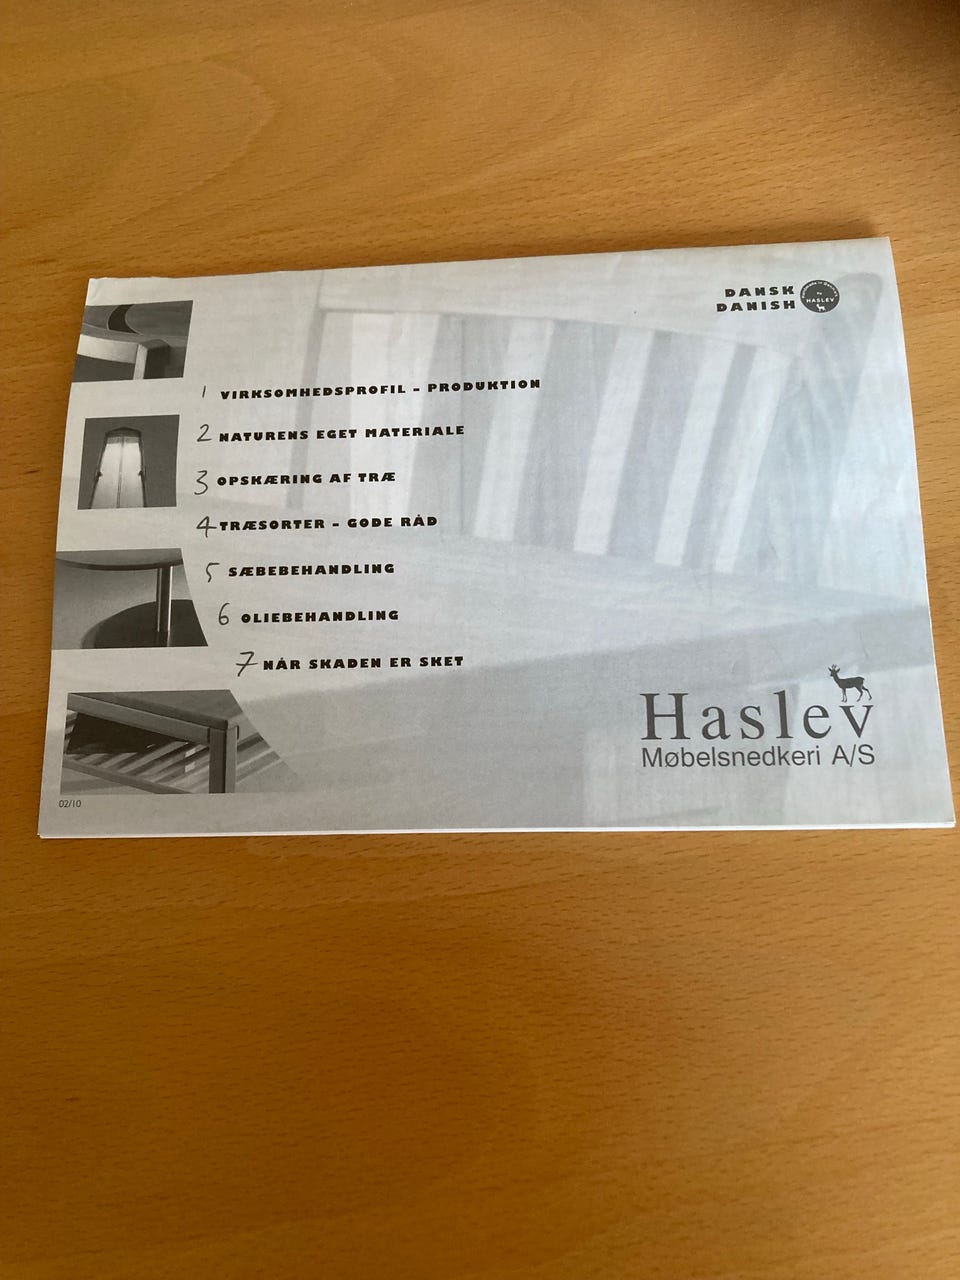 DANSK
DANISH
HASLEV
1 VIRKSOMHEDSPROFIL – PRODUKTION
2 NATURENS EGET MATERIALE
3 OPSKÆRING AF TRÆ
4 TRÆSORTER – GODE RÅD
5 SÆBEBEHANDLING
6 OLIEBEHANDLING
7 NÅR SKADEN ER SKET
Haslev
Møbelsnedkeri A/S
02/10